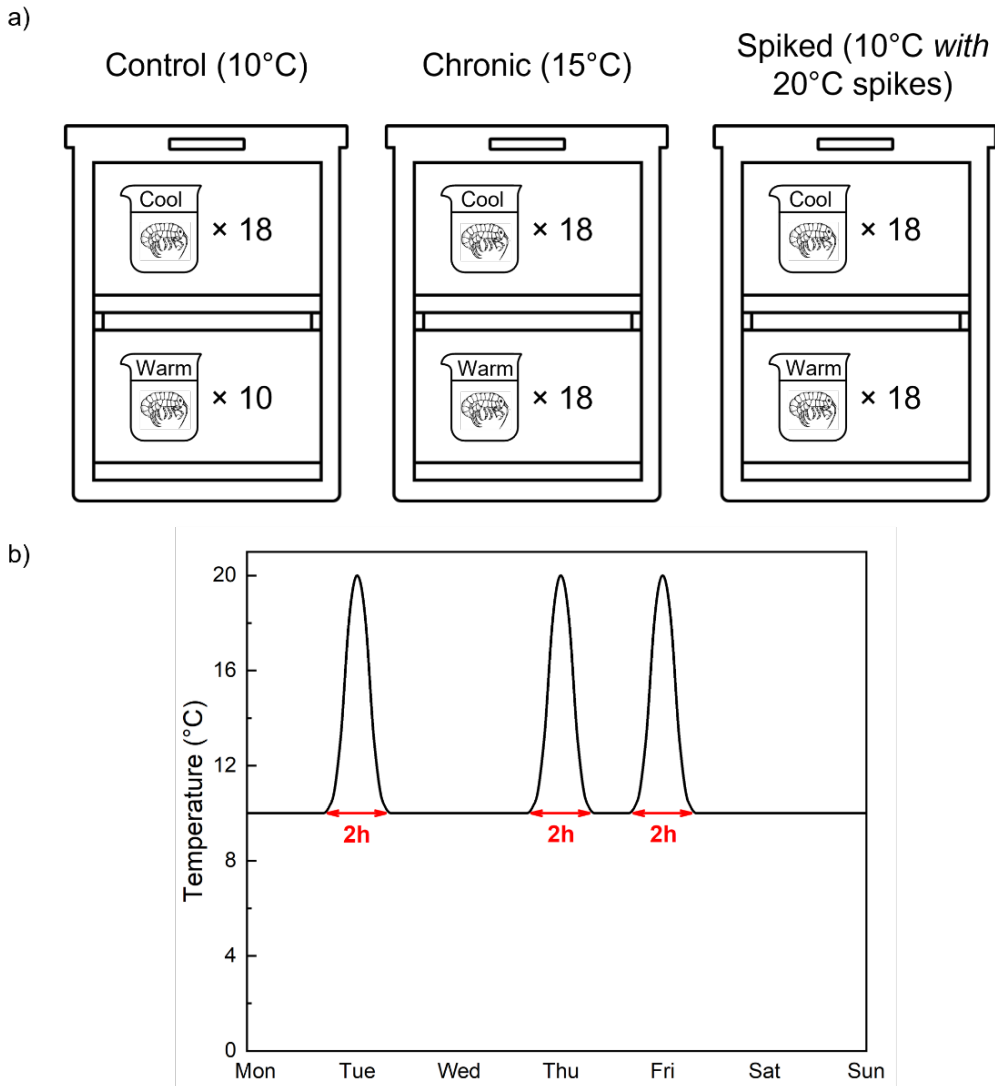 a)
Control (10°C)
Chronic (15°C)
Spiked (10°C with
20°C spikes)
Cool
× 18
Cool
× 18
Cool
× 18
Warm
× 10
Warm
× 18
Warm
× 18
b)
Temperature (°C)
20
16
12
8
4
0
2h
2h
2h
Mon
Tue
Wed
Thu
Fri
Sat
Sun